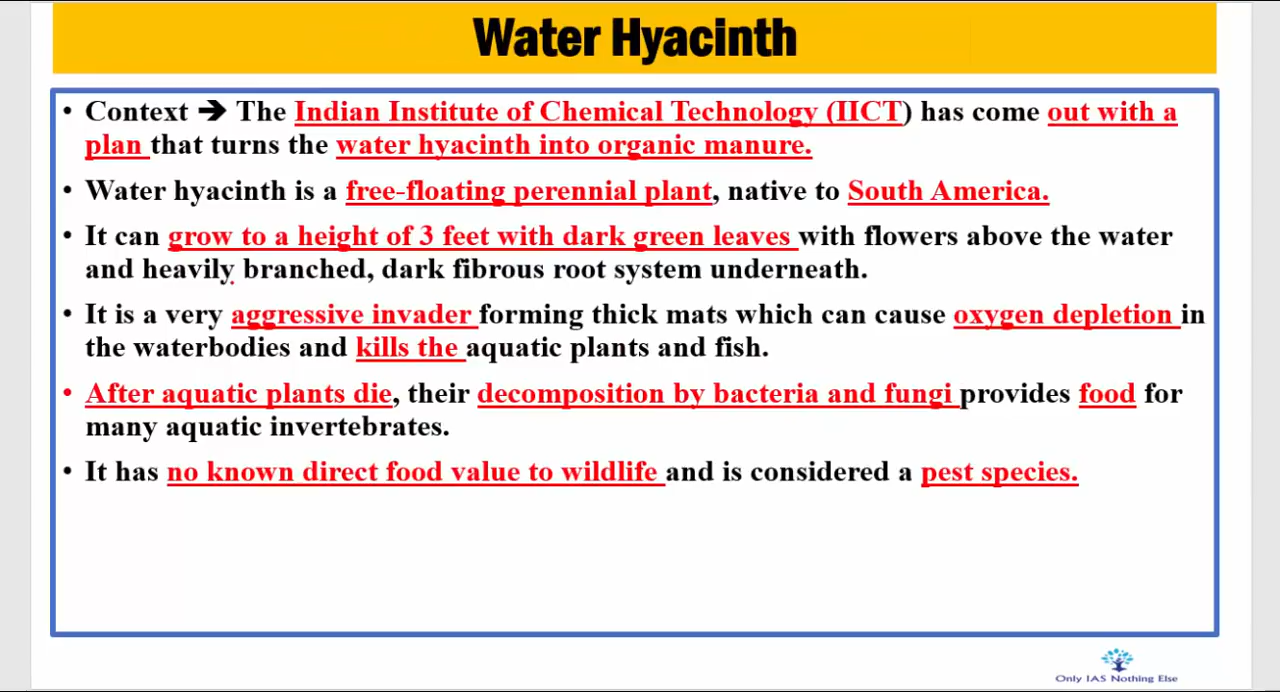 Water Hyacinth
• Context ➔ The Indian Institute of Chemical Technology (IICT) has come out with a
plan that turns the water hyacinth into organic manure.
• Water hyacinth is a free-floating perennial plant, native to South America.
• It can grow to a height of 3 feet with dark green leaves with flowers above the water
and heavily branched, dark fibrous root system underneath.
• It is a very aggressive invader forming thick mats which can cause oxygen depletion in
the waterbodies and kills the aquatic plants and fish.
• After aquatic plants die, their decomposition by bacteria and fungi provides food for
many aquatic invertebrates.
• It has no known direct food value to wildlife and is considered a pest species.
Only IAS Nothing Else